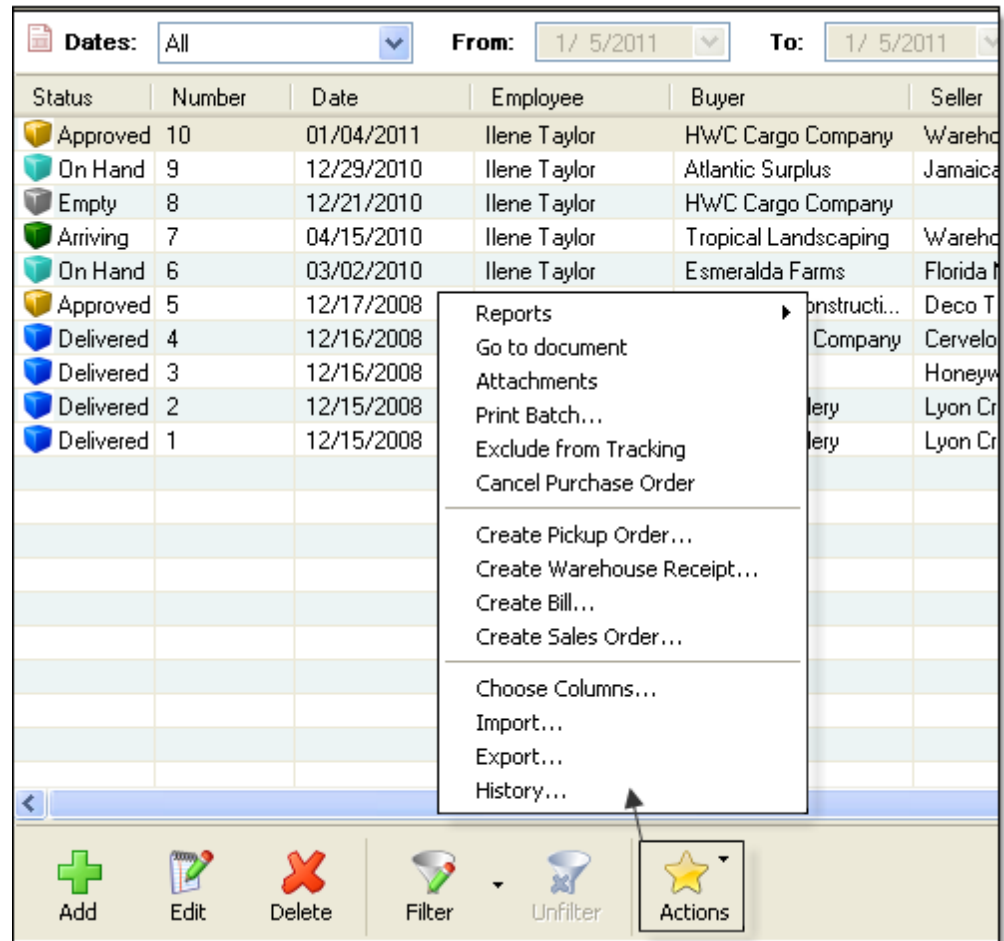 Dates: All From: 1/ 5/2011 To: 1/ 5/2011
Status Number Date Employee Buyer Seller
Approved 10 01/04/2011 Ilene Taylor HWC Cargo Company
On Hand 9 12/29/2010 Ilene Taylor Atlantic Surplus Jamaica
Empty 8 12/21/2010 Ilene Taylor HWC Cargo Company
Arriving 7 04/15/2010 Ilene Taylor Tropical Landscaping
On Hand 6 03/02/2010 Ilene Taylor Esmeralda Farms Florida
Approved 5 12/17/2008 onstructi... Deco T
Delivered 4 12/16/2008 Company Cervelo
Delivered 3 12/16/2008 Honeyw
Delivered 2 12/15/2008 lery Lyon Cr
Delivered 1 12/15/2008 lery Lyon Cr
Reports
Go to document
Attachments
Print Batch...
Exclude from Tracking
Cancel Purchase Order
Create Pickup Order...
Create Warehouse Receipt...
Create Bill...
Create Sales Order...
Choose Columns...
Import...
Export...
History...
Add Edit Delete Filter Unfilter Actions